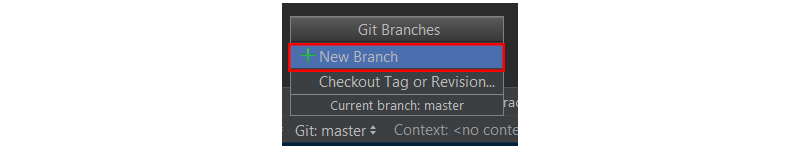 Git Branches
New Branch
Checkout Tag or Revision...
Current branch: master
Git: master Context: <no conte